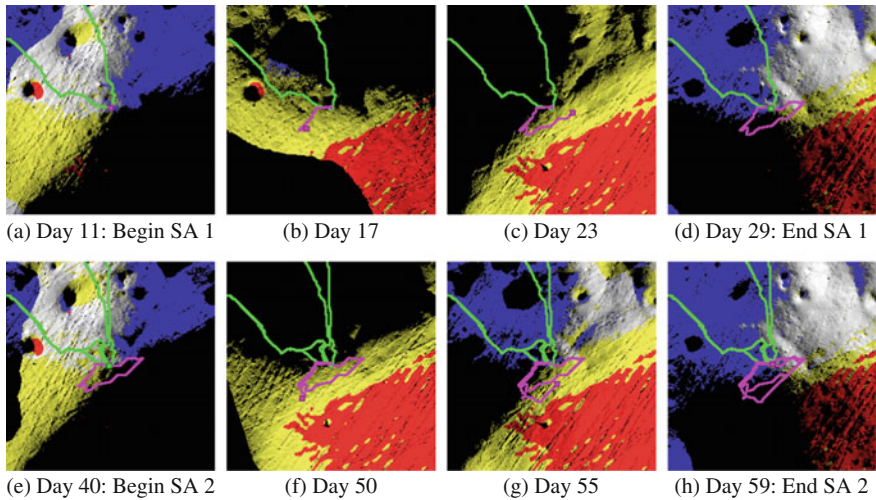 (a) Day 11: Begin SA 1
(b) Day 17
(c) Day 23
(d) Day 29: End SA 1
(e) Day 40: Begin SA 2
(f) Day 50
(g) Day 55
(h) Day 59: End SA 2